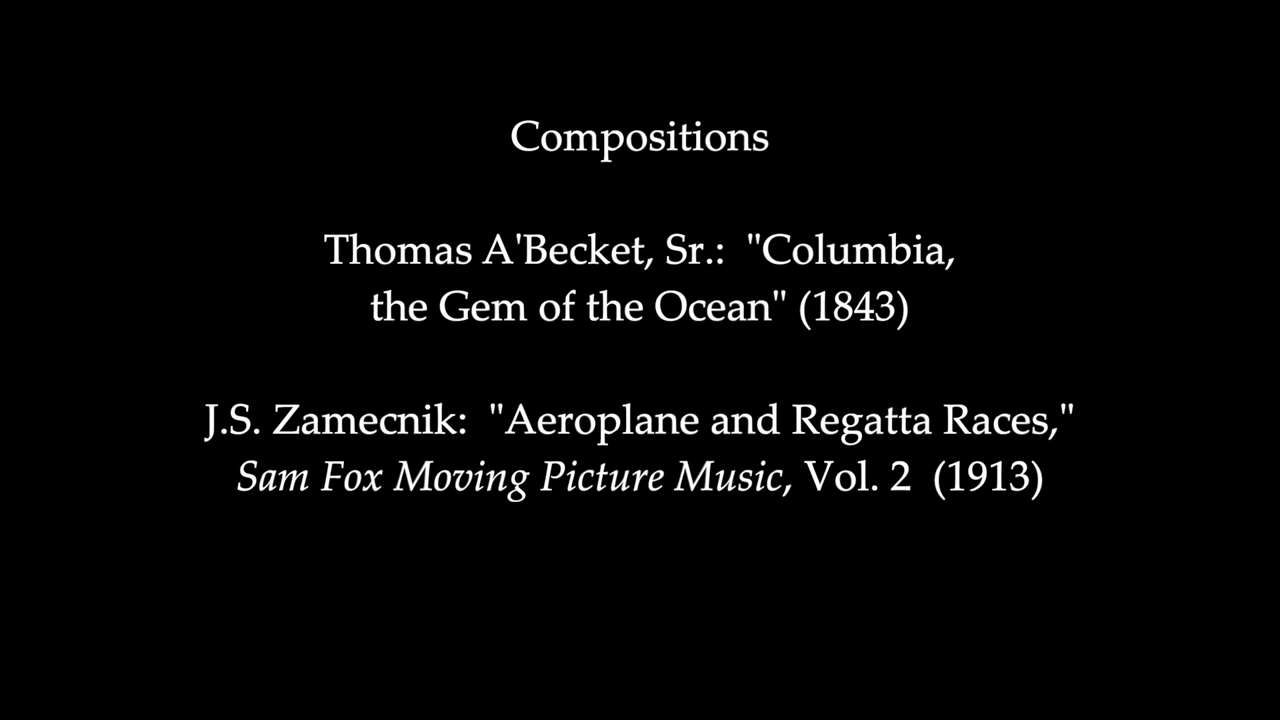 Compositions
Thomas A'Becket, Sr.:  "Columbia,
the Gem of the Ocean" (1843)
J.S. Zamecnik:  "Aeroplane and Regatta Races,"
Sam Fox Moving Picture Music, Vol. 2  (1913)